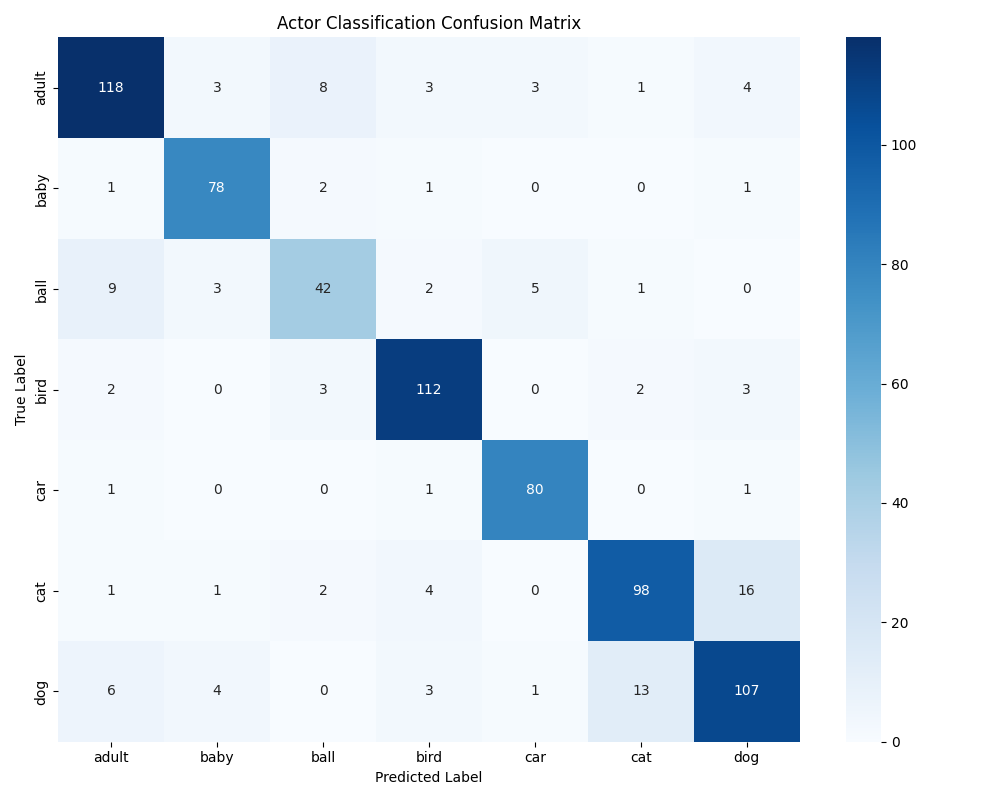 Actor Classification Confusion Matrix
True Label
adult 118 3 8 3 3 1 4
baby 1 78 2 1 0 0 1
ball 9 3 42 2 5 1 0
bird 2 0 3 112 0 2 3
car 1 0 0 1 80 0 1
cat 1 1 2 4 0 98 16
dog 6 4 0 3 1 13 107
adult baby ball bird car cat dog
Predicted Label
100
80
60
40
20
0